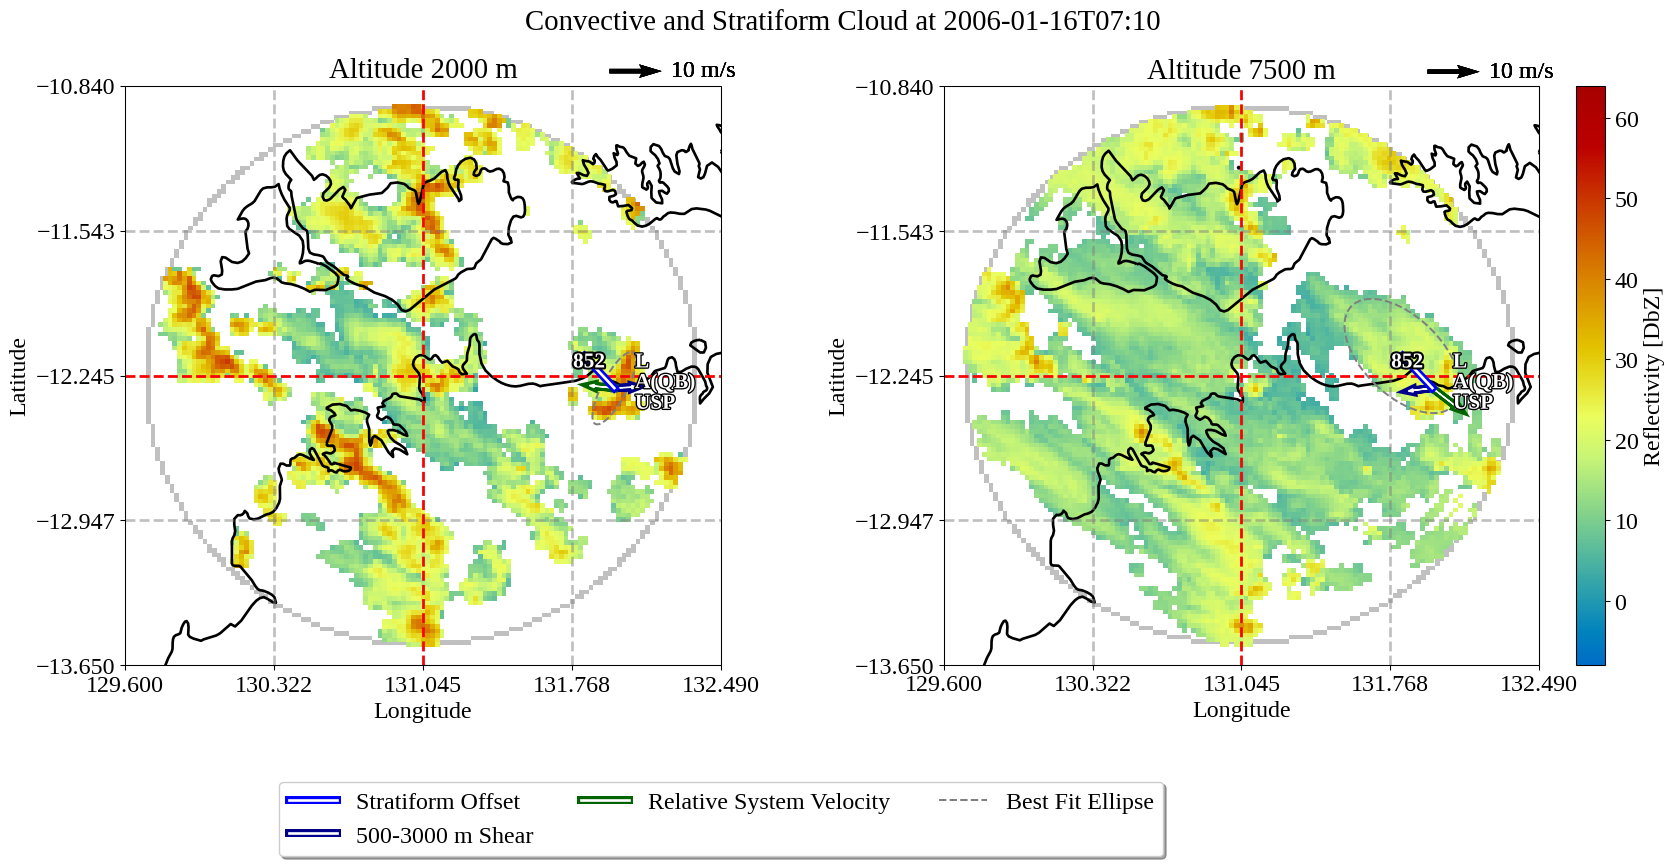 Convective and Stratiform Cloud at 2006-01-16T07:10
Altitude 2000 m
10 m/s
−10.840
−11.543
−12.245
−12.947
−13.650
129.600
130.322
131.045
131.768
132.490
Latitude
Longitude
852
L
A(QB)
USP
Altitude 7500 m
10 m/s
−10.840
−11.543
−12.245
−12.947
−13.650
129.600
130.322
131.045
131.768
132.490
Latitude
Longitude
852
L
A(QB)
USP
60
50
40
30
20
10
0
Reflectivity [DbZ]
Stratiform Offset
Relative System Velocity
Best Fit Ellipse
500-3000 m Shear